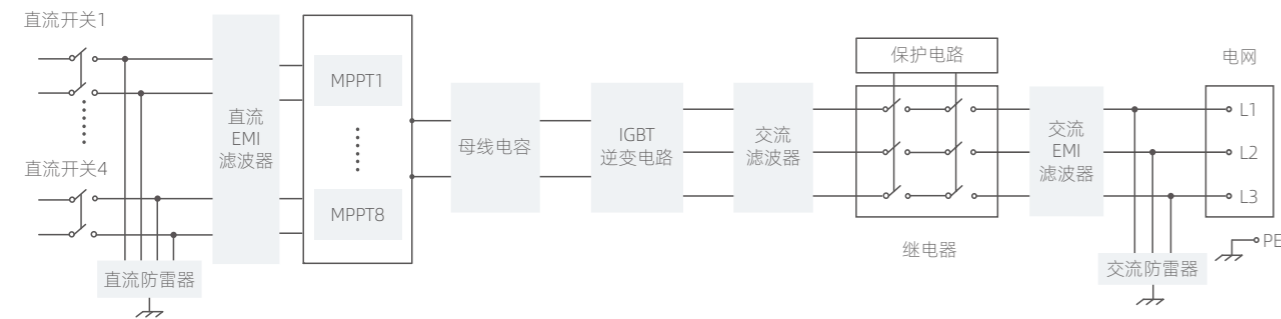 直流开关1
直流开关4
直流防雷器
直流
EMI
滤波器
MPPT1
MPPT8
母线电容
IGBT
逆变电路
交流
滤波器
保护电路
继电器
交流
EMI
滤波器
交流防雷器
电网
L1
L2
L3
PE